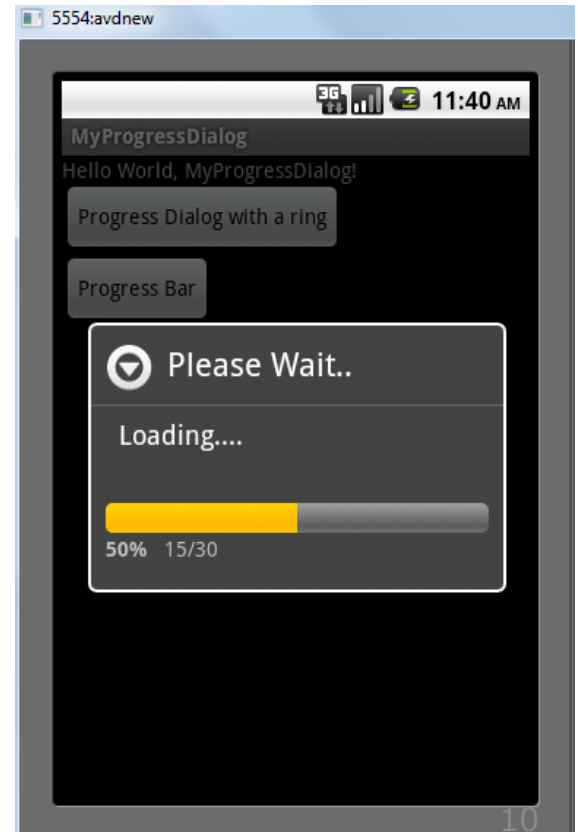 5554:avdnew
3G 11:40 AM
MyProgressDialog
Hello World, MyProgressDialog!
Progress Dialog with a ring
Progress Bar
Please Wait..
Loading....
50% 15/30
10